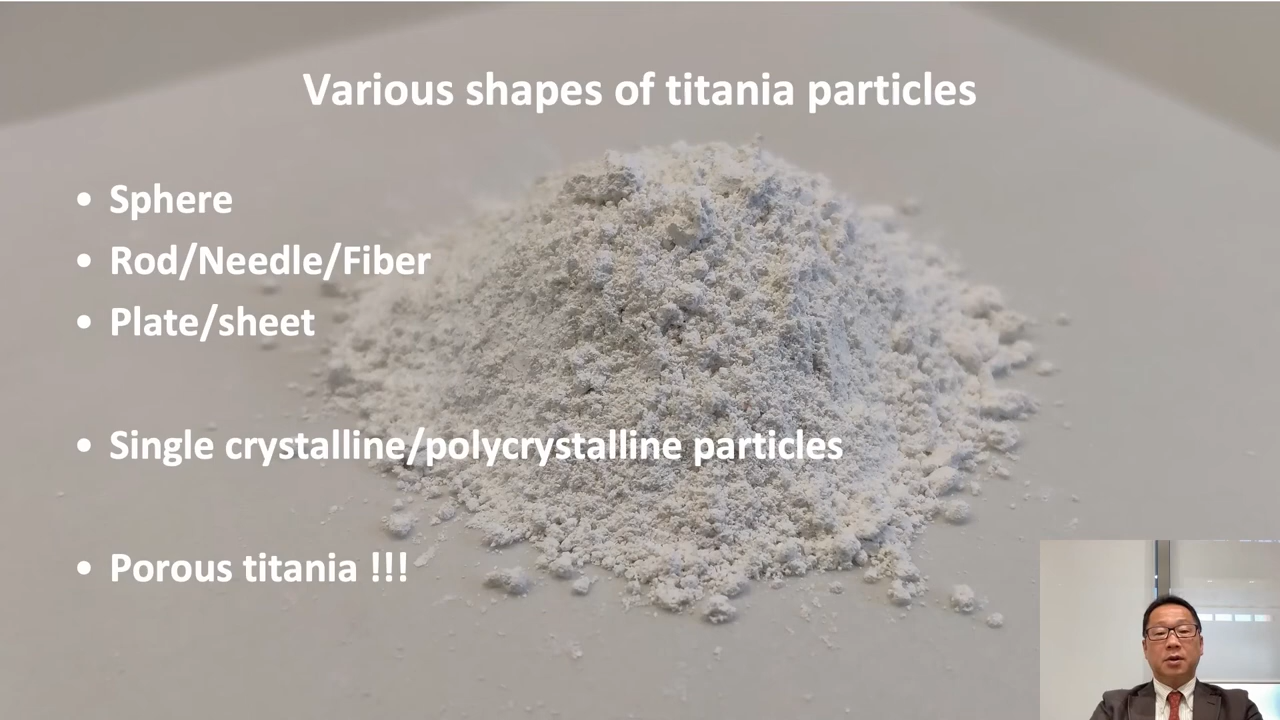 Various shapes of titania particles
• Sphere
• Rod/Needle/Fiber
• Plate/sheet
• Single crystalline/polycrystalline particles
• Porous titania !!!